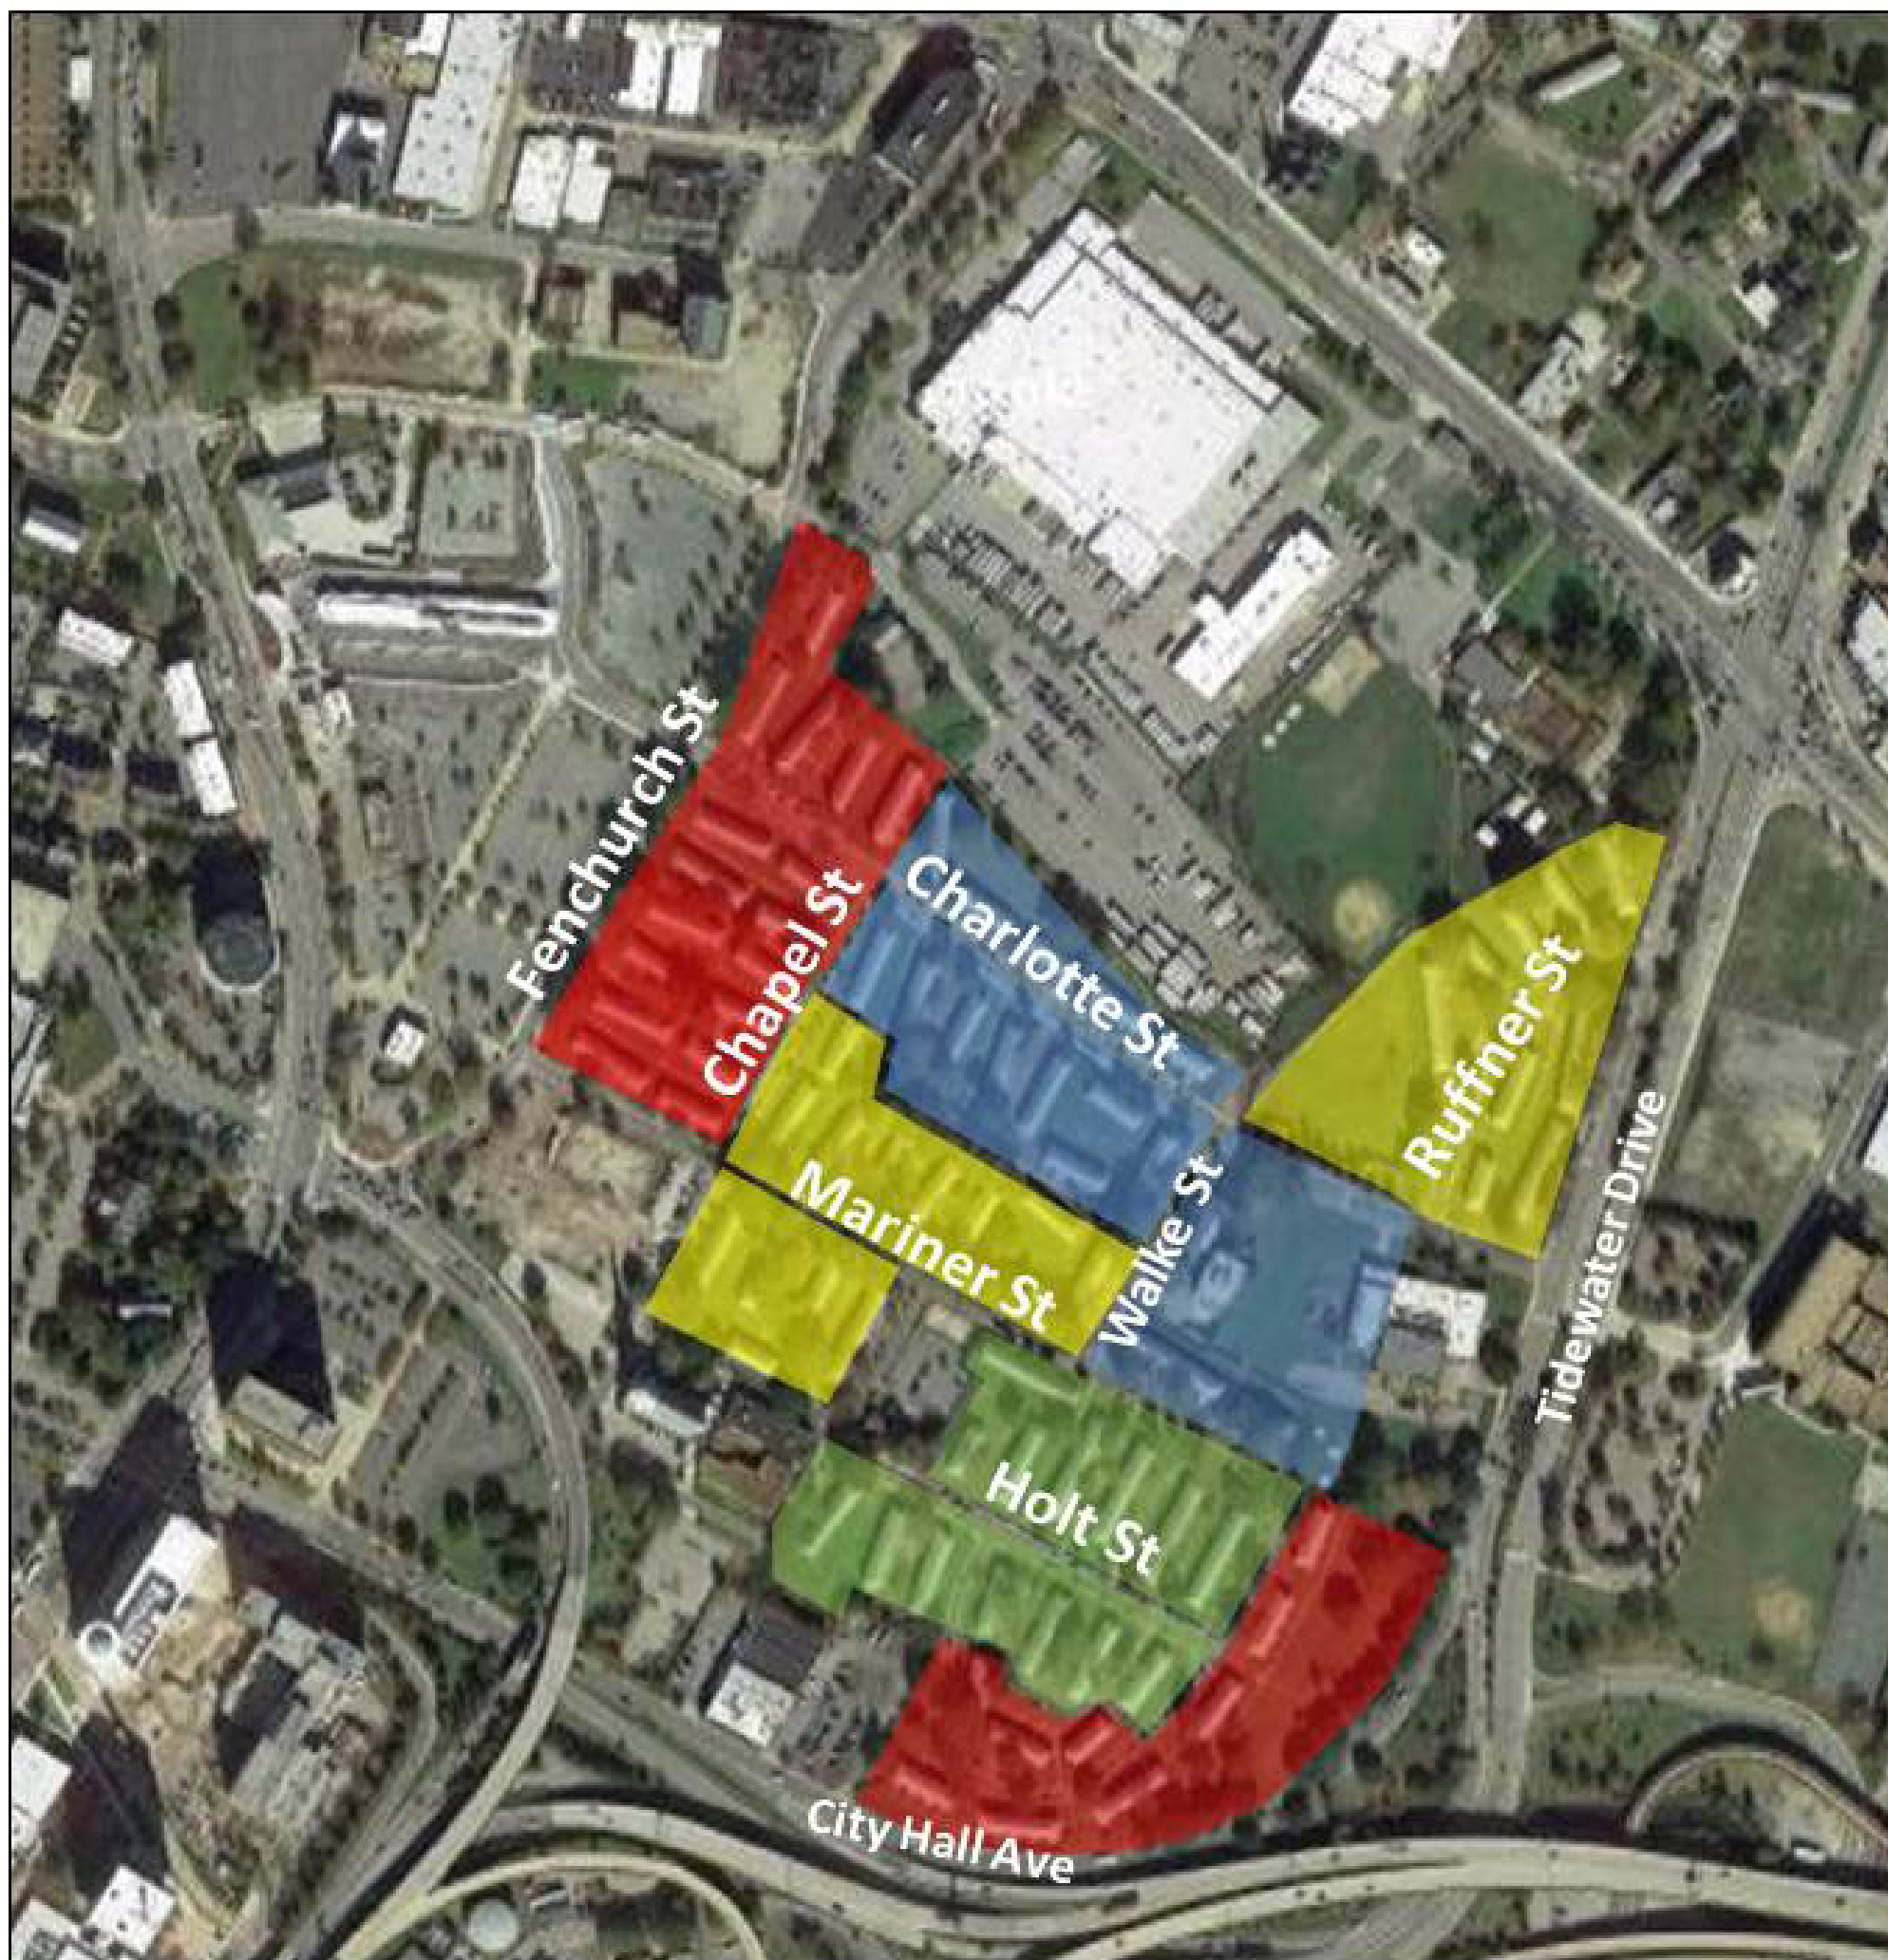 Fenchurch St
Chapel St
Charlotte St
Ruffner St
Mariner St
Walke St
Tidewater Drive
Holt St
City Hall Ave